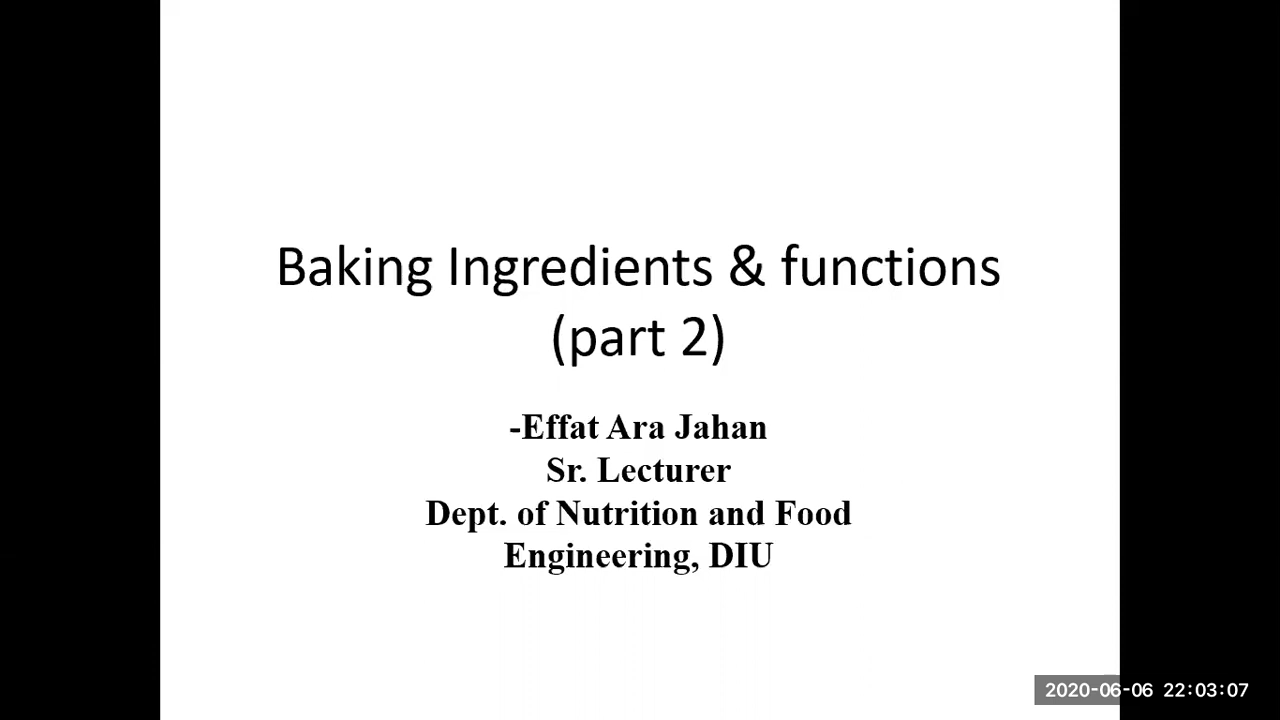 Baking Ingredients & functions
(part 2)
-Effat Ara Jahan
Sr. Lecturer
Dept. of Nutrition and Food
Engineering, DIU
2020-06-06 22:03:07